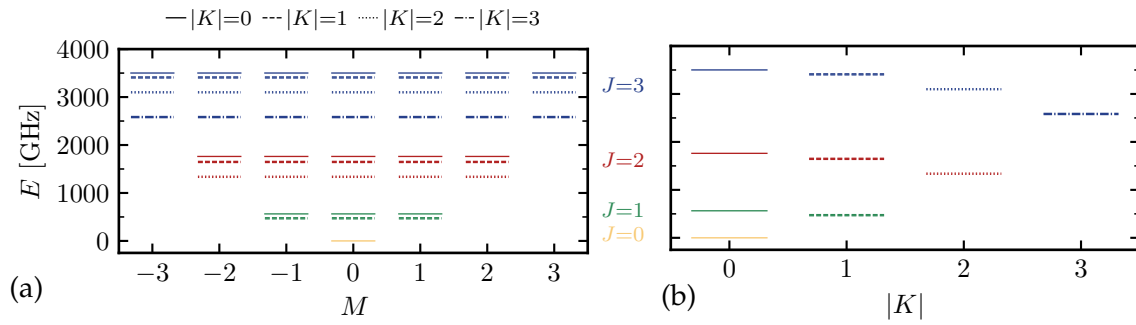 |K|=0 |K|=1 |K|=2 |K|=3
4000
3000
2000
1000
0
E [GHz]
−3 −2 −1 0 1 2 3
M
(a)
J=3
J=2
J=1
J=0
0 1 2 3
|K|
(b)